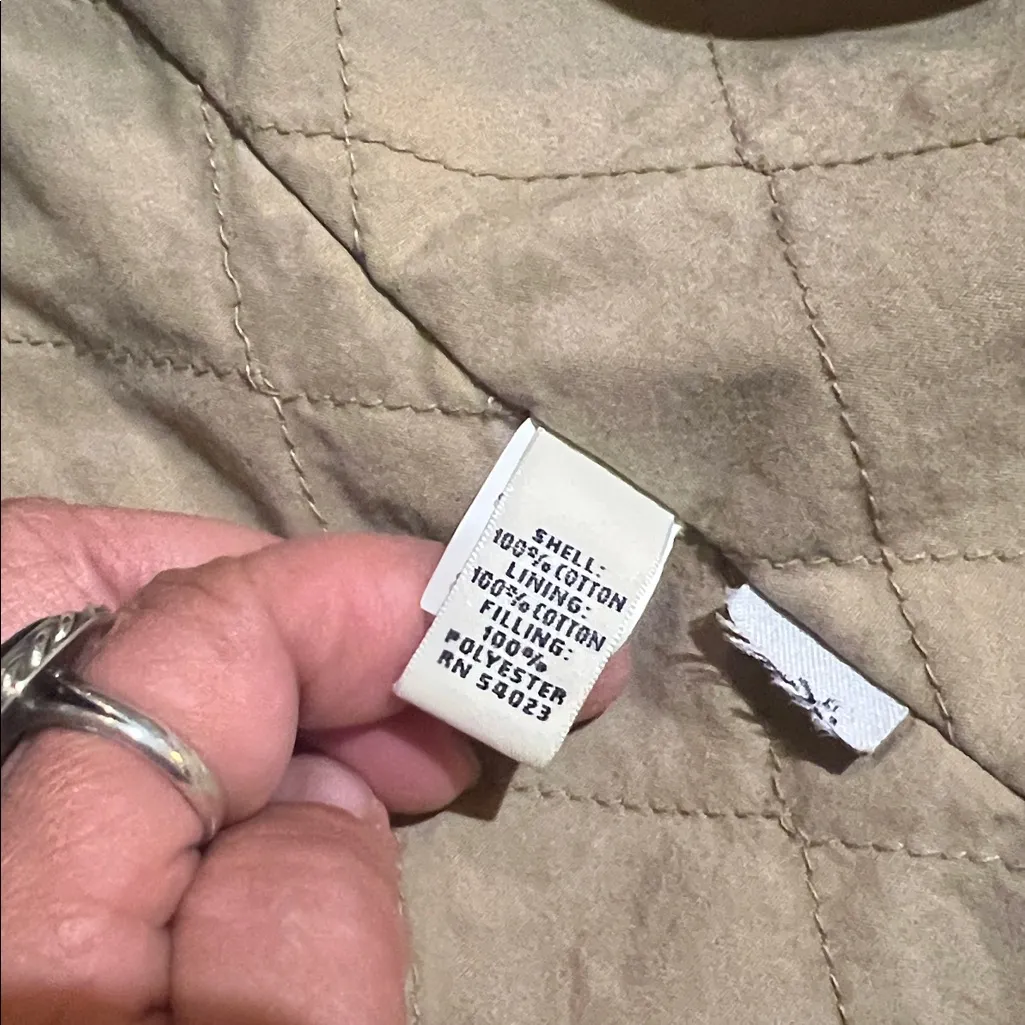 SHELL:
100% COTTON
LINING:
100% COTTON
FILLING:
100%
POLYESTER
RN 54023